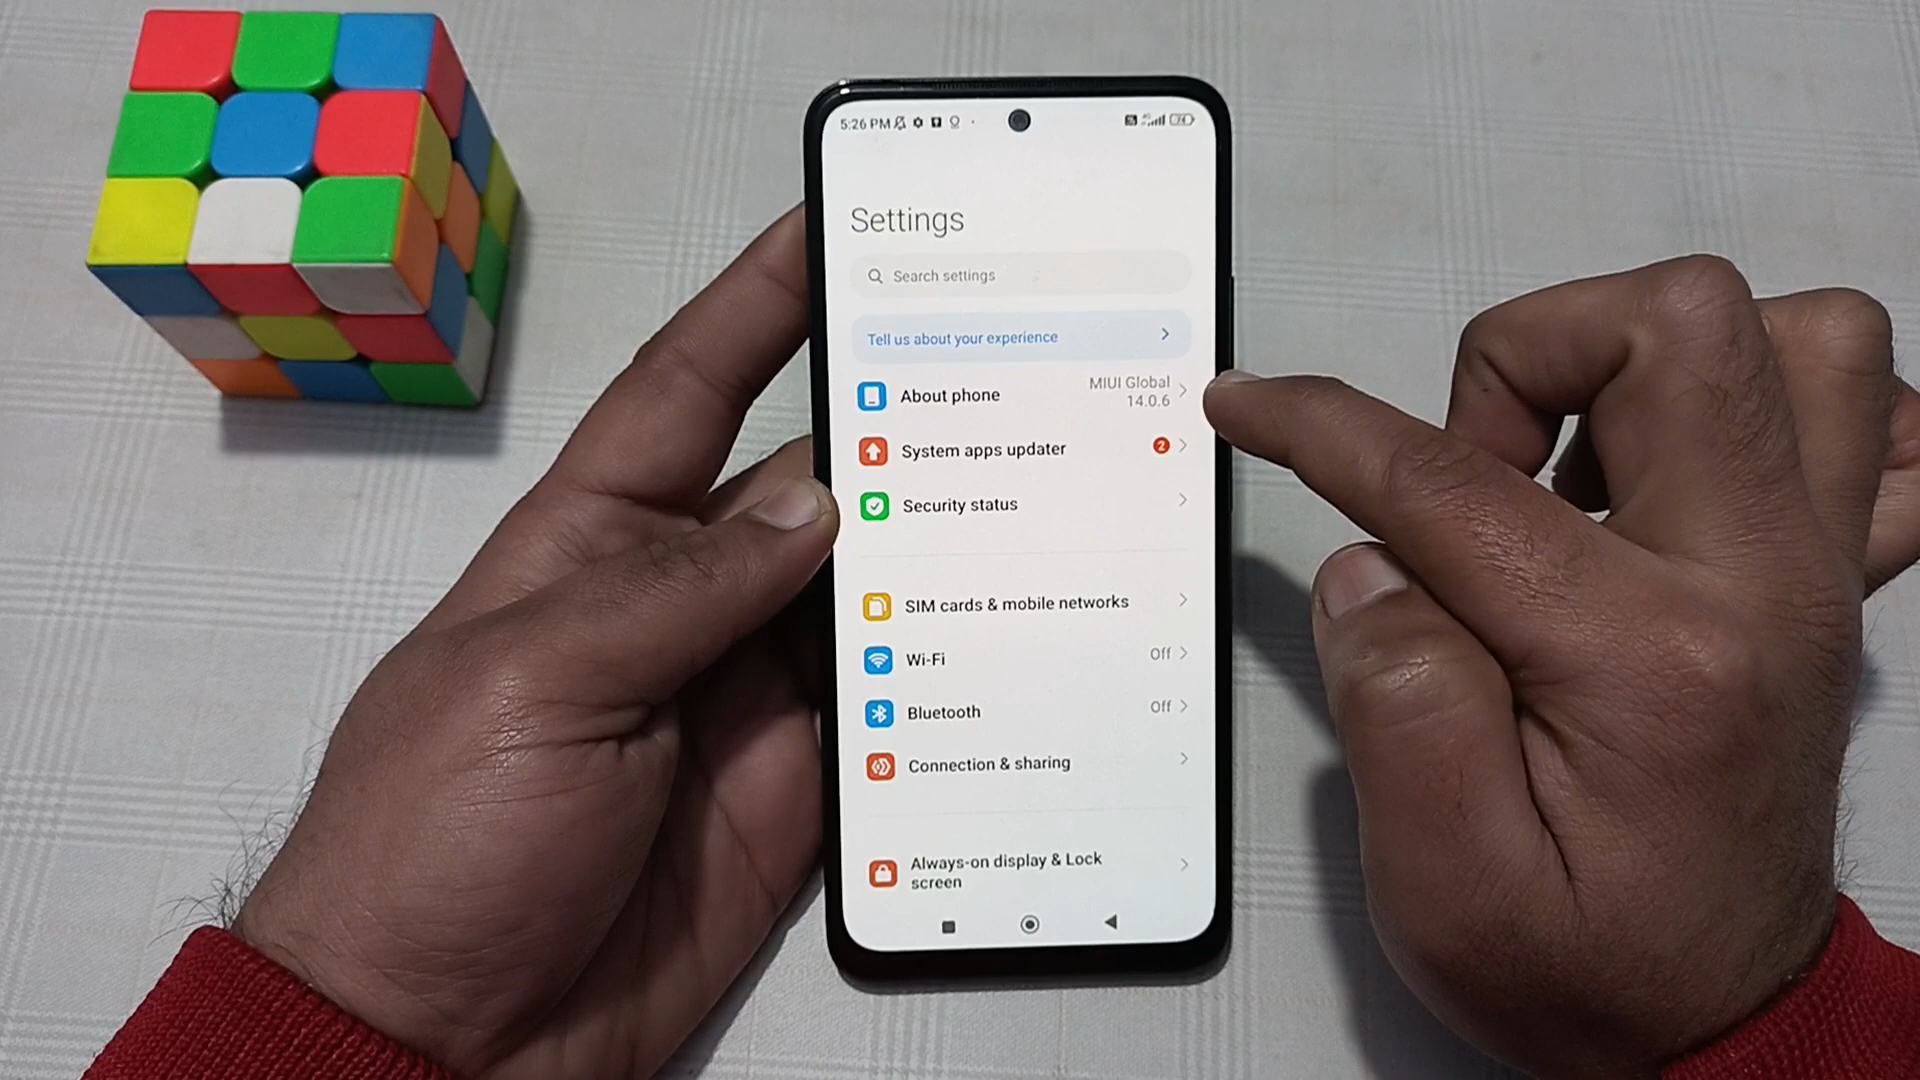 5:26 PM
Settings
Search settings
Tell us about your experience
About phone
MIUI Global
14.0.6
System apps updater
2
Security status
SIM cards & mobile networks
Wi-Fi
Off
Bluetooth
Off
Connection & sharing
Always-on display & Lock
screen